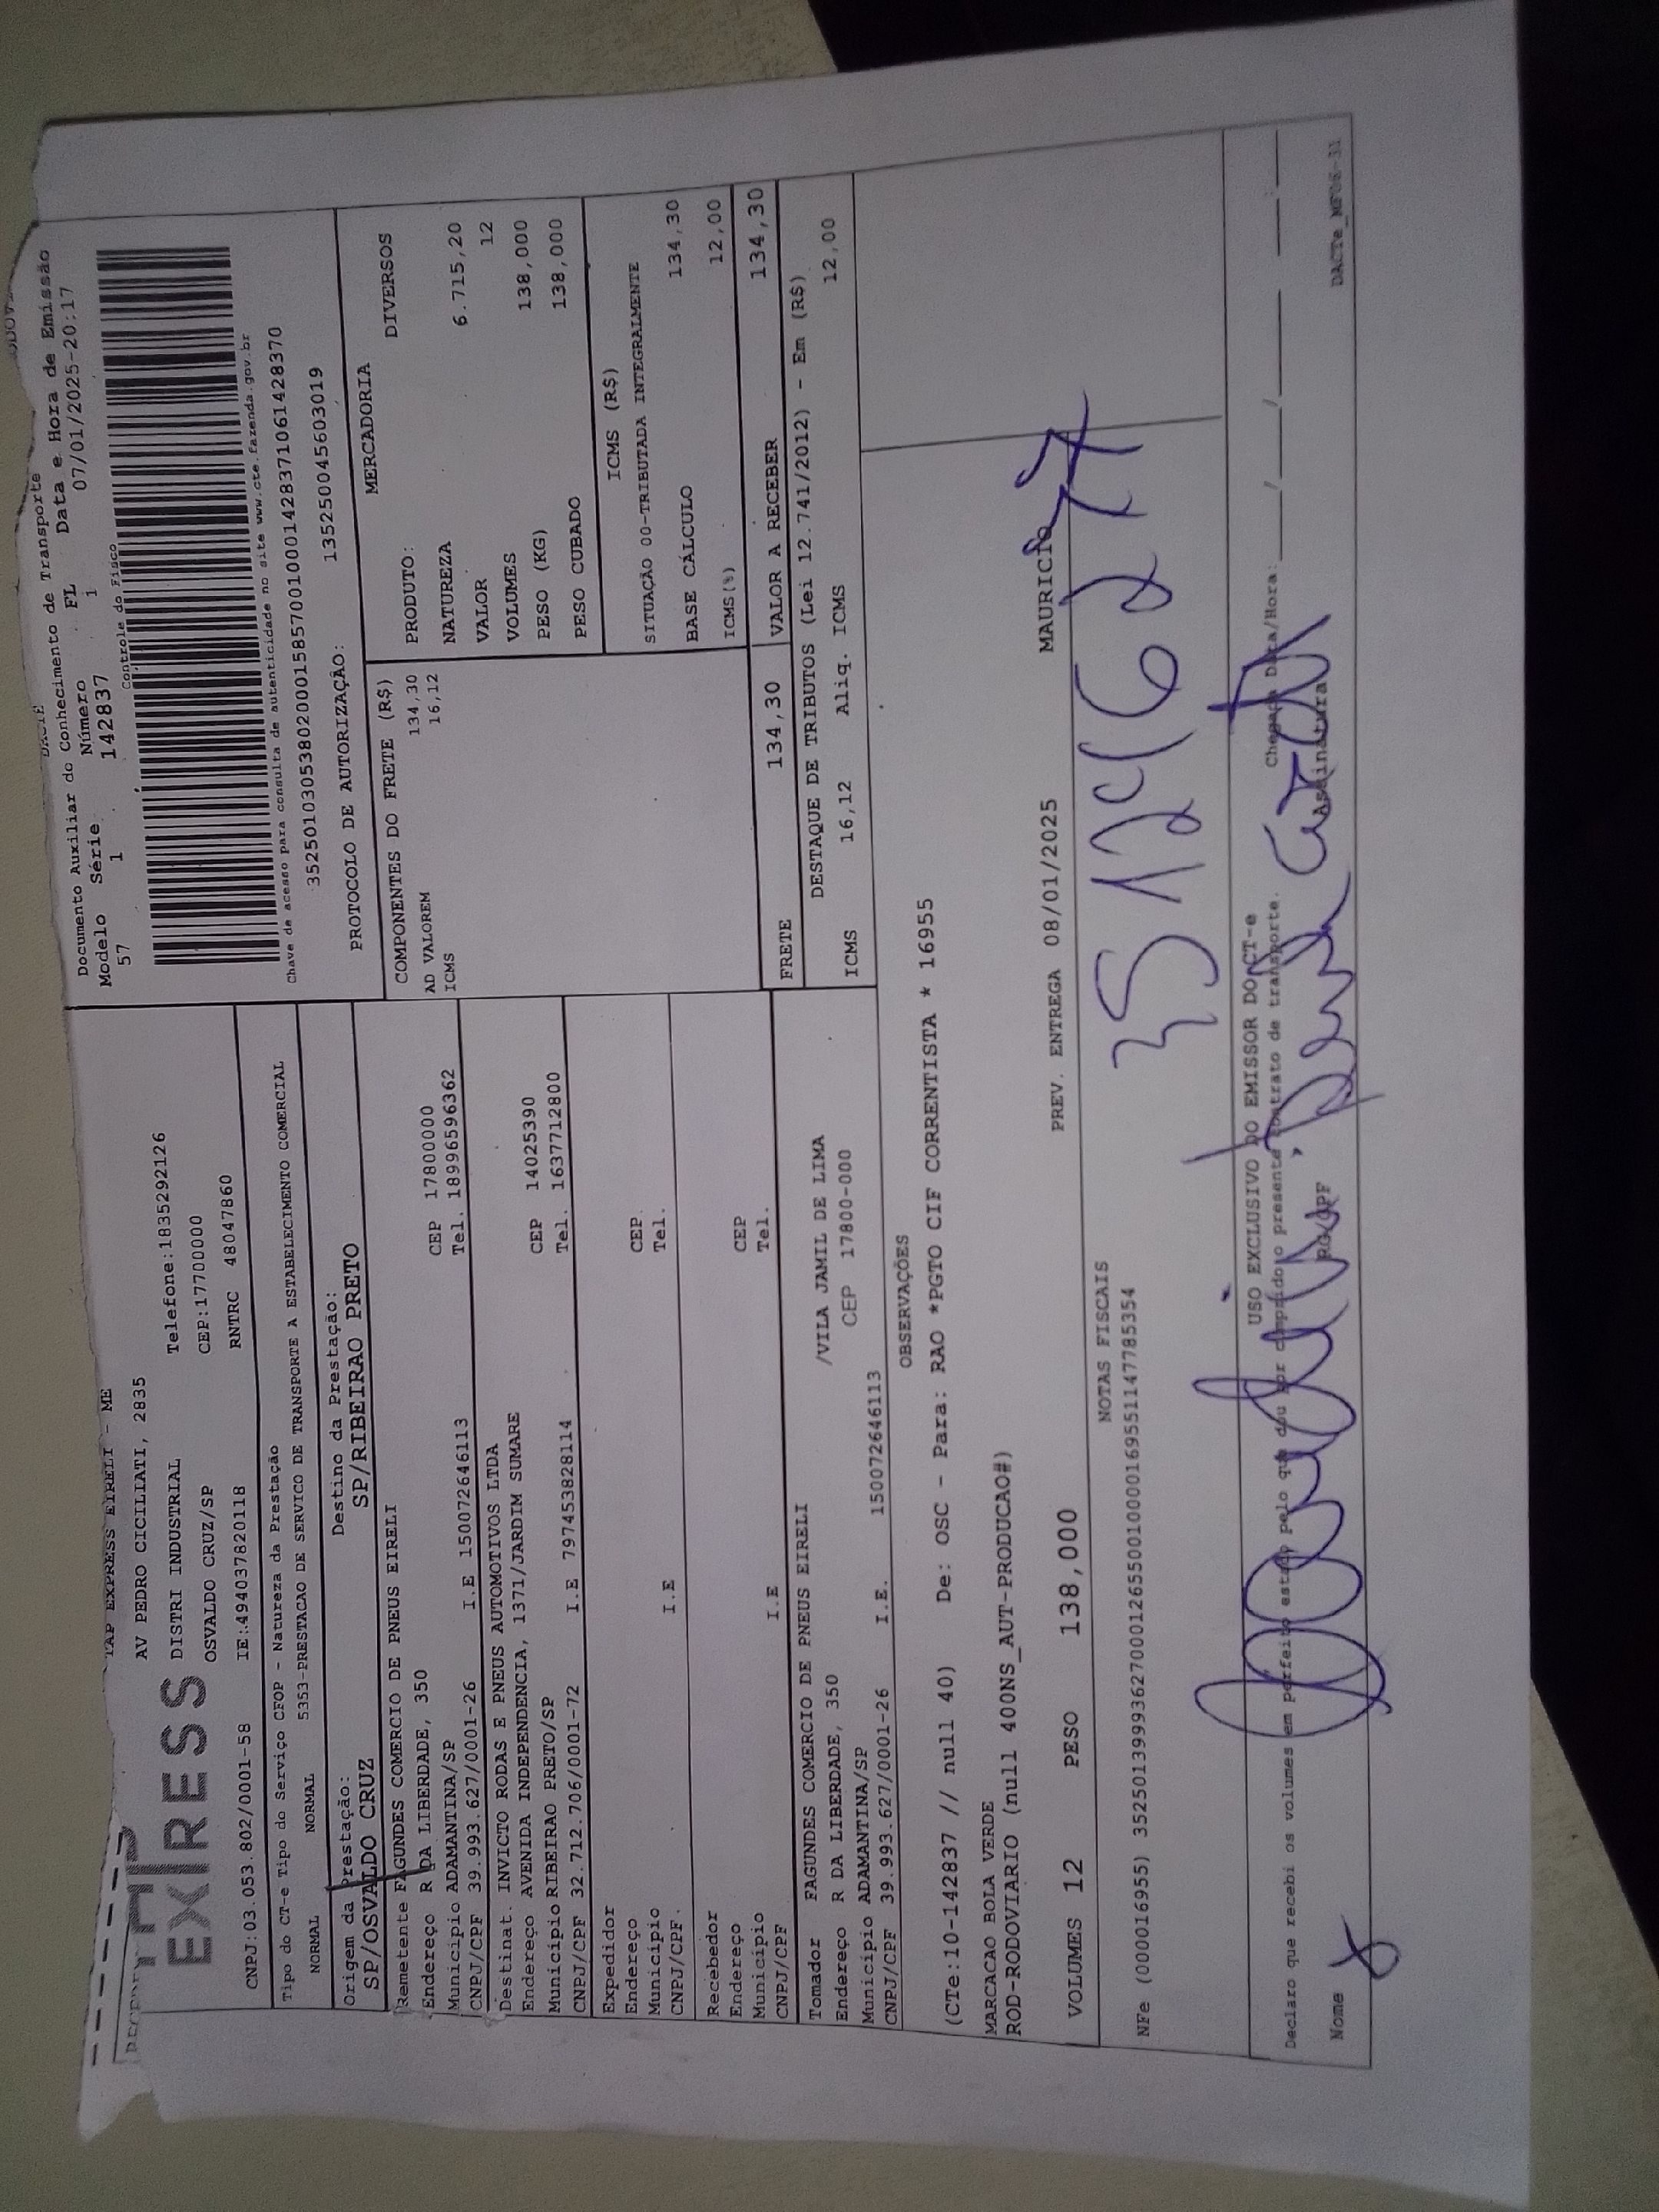 TAP EXPRESS EIRELI - ME
AV PEDRO CICILIATI, 2835
DISTRI INDUSTRIAL Telefone:1835292126
OSVALDO CRUZ/SP CEP:17700000
EXPRESS
CNPJ:03.053.802/0001-58 IE:494037820118 RNTRC 48047860
DACTE
Documento Auxiliar do Conhecimento de Transporte
Modelo Série Número FL Data e Hora de Emissão
57 1 142837 1 07/01/2025-20:17
Controle do Fisco
Chave de acesso para consulta de autenticidade no site www.cte.fazenda.gov.br
35250103053802000158570010001428371061428370
PROTOCOLO DE AUTORIZAÇÃO: 135250045603019
Tipo do CT-e Tipo do Serviço CFOP - Natureza da Prestação
NORMAL NORMAL 5353-PRESTACAO DE SERVICO DE TRANSPORTE A ESTABELECIMENTO COMERCIAL
Origem da Prestação: Destino da Prestação:
SP/OSVALDO CRUZ SP/RIBEIRAO PRETO
Remetente FAGUNDES COMERCIO DE PNEUS EIRELI
Endereço R DA LIBERDADE, 350 CEP 17800000
Município ADAMANTINA/SP Tel. 18996596362
CNPJ/CPF 39.993.627/0001-26 I.E 150072646113
Destinat. INVICTO RODAS E PNEUS AUTOMOTIVOS LTDA
Endereço AVENIDA INDEPENDENCIA, 1371/JARDIM SUMARE CEP 14025390
Município RIBEIRAO PRETO/SP Tel. 1637712800
CNPJ/CPF 32.712.706/0001-72 I.E 797453828114
Expedidor
Endereço CEP
Município Tel.
CNPJ/CPF. I.E
Recebedor
Endereço CEP
Município Tel.
CNPJ/CPF I.E
Tomador FAGUNDES COMERCIO DE PNEUS EIRELI
Endereço R DA LIBERDADE, 350 /VILA JAMIL DE LIMA
Município ADAMANTINA/SP CEP 17800-000
CNPJ/CPF 39.993.627/0001-26 I.E. 150072646113
COMPONENTES DO FRETE (R$)
AD VALOREM 134,30
ICMS 16,12
MERCADORIA
PRODUTO: DIVERSOS
NATUREZA
VALOR 6.715,20
VOLUMES 12
PESO (KG) 138,000
PESO CUBADO 138,000
ICMS (R$)
SITUAÇÃO 00-TRIBUTADA INTEGRALMENTE
BASE CÁLCULO 134,30
ICMS(%) 12,00
FRETE 134,30 VALOR A RECEBER 134,30
DESTAQUE DE TRIBUTOS (Lei 12.741/2012) - Em (R$)
ICMS 16,12 Aliq. ICMS 12,00
OBSERVAÇÕES
(CTe:10-142837 // null 40) De: OSC - Para: RAO *PGTO CIF CORRENTISTA * 16955
MARCACAO BOLA VERDE
ROD-RODOVIARIO (null 400NS_AUT-PRODUCAO#)
VOLUMES 12 PESO 138,000 PREV. ENTREGA 08/01/2025 MAURICIO
NOTAS FISCAIS
NFe (000016955) 35250139993627000126550010000169551147785354
USO EXCLUSIVO DO EMISSOR DO CT-e
Declaro que recebi os volumes em perfeito estado pelo que dou por cumprido o presente contrato de transporte. Chegada Data/Hora: ___/___/___ ___:___
Nome RG/CPF Assinatura
DACTe_MF06-31